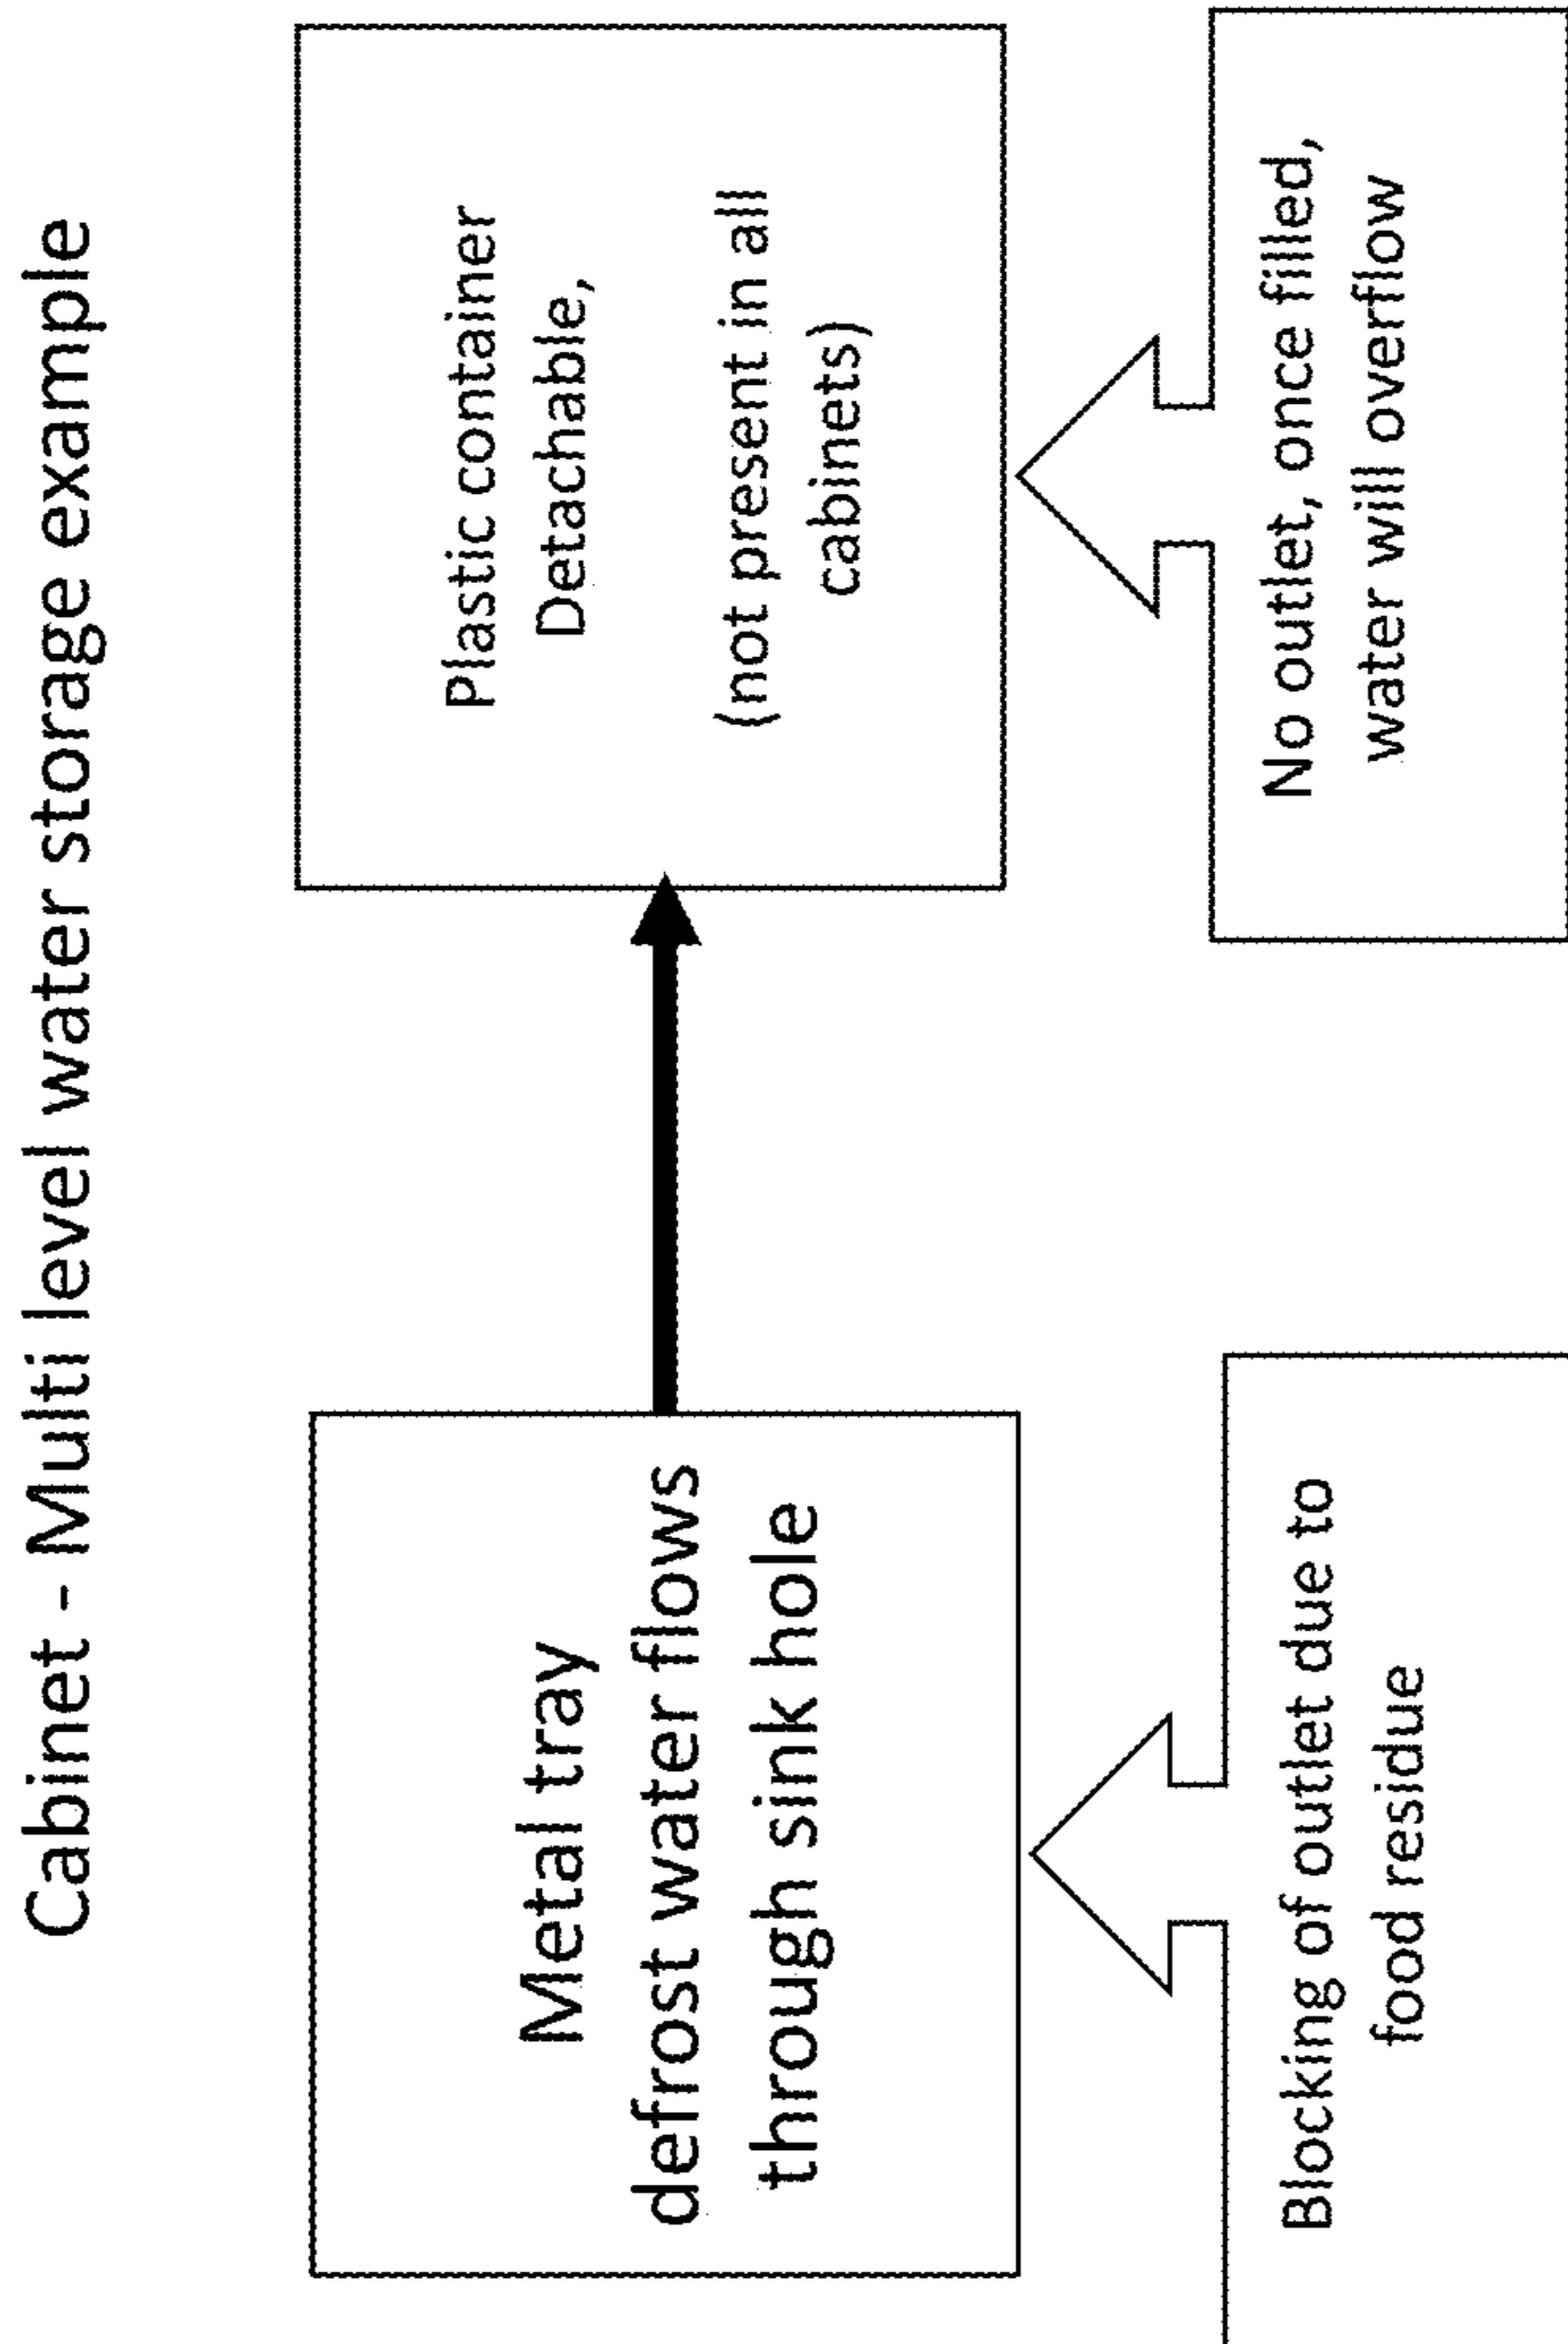 Cabinet - Multi level water storage example
Metal tray
defrost water flows
through sink hole
Plastic container
Detachable,
(not present in all
cabinets)
Blocking of outlet due to
food residue
No outlet, once filled,
water will overflow